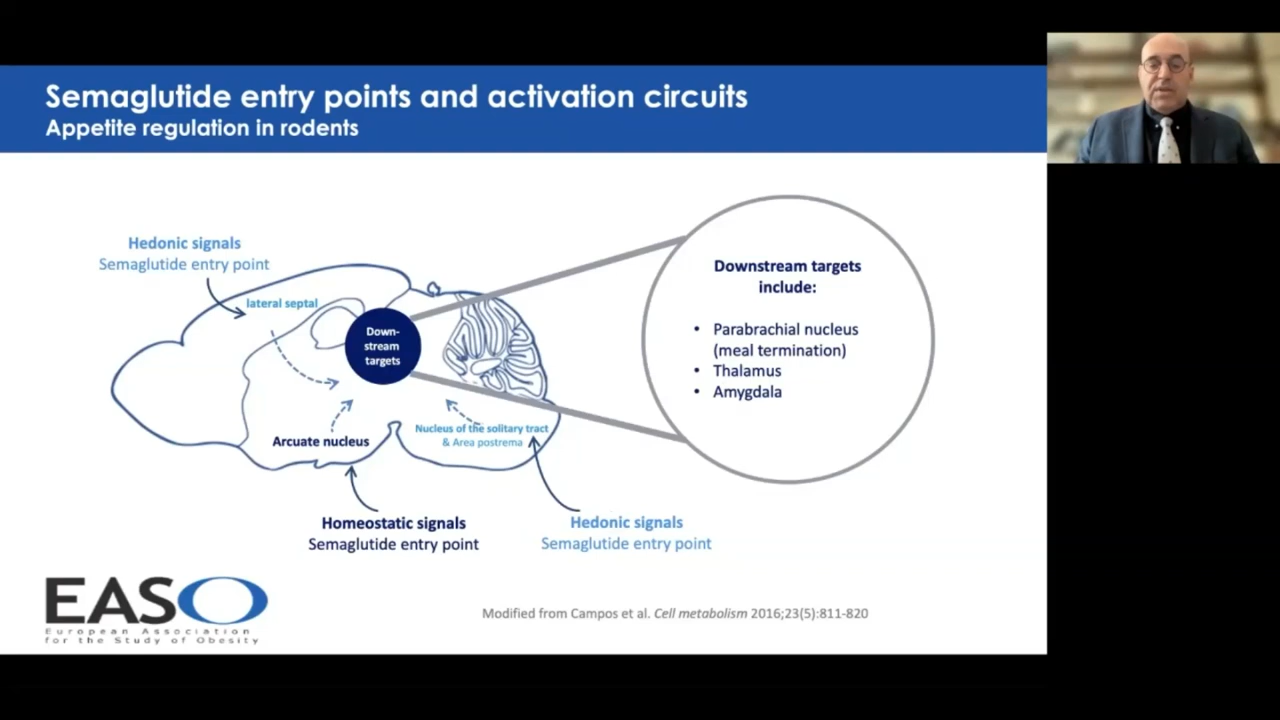 Semaglutide entry points and activation circuits
Appetite regulation in rodents
Hedonic signals
Semaglutide entry point
lateral septal
Down-
stream
targets
Arcuate nucleus
Nucleus of the solitary tract
& Area postrema
Homeostatic signals
Semaglutide entry point
Hedonic signals
Semaglutide entry point
Downstream targets
include:
• Parabrachial nucleus
(meal termination)
• Thalamus
• Amygdala
EASO
European Association
for the Study of Obesity
Modified from Campos et al. Cell metabolism 2016;23(5):811-820